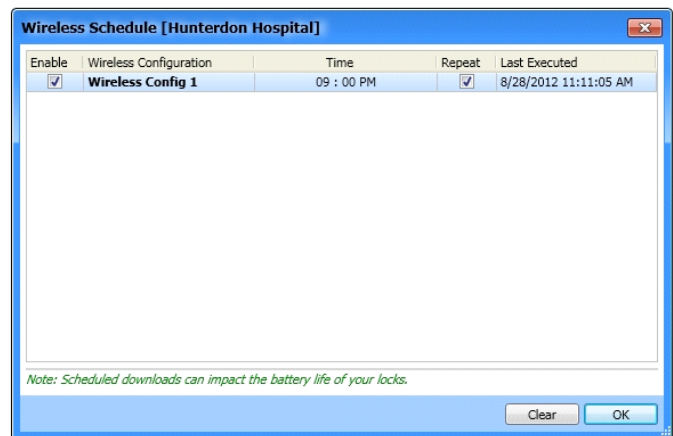 Wireless Schedule [Hunterdon Hospital]
Enable Wireless Configuration Time Repeat Last Executed
Wireless Config 1 09 : 00 PM 8/28/2012 11:11:05 AM
Note: Scheduled downloads can impact the battery life of your locks.
Clear OK